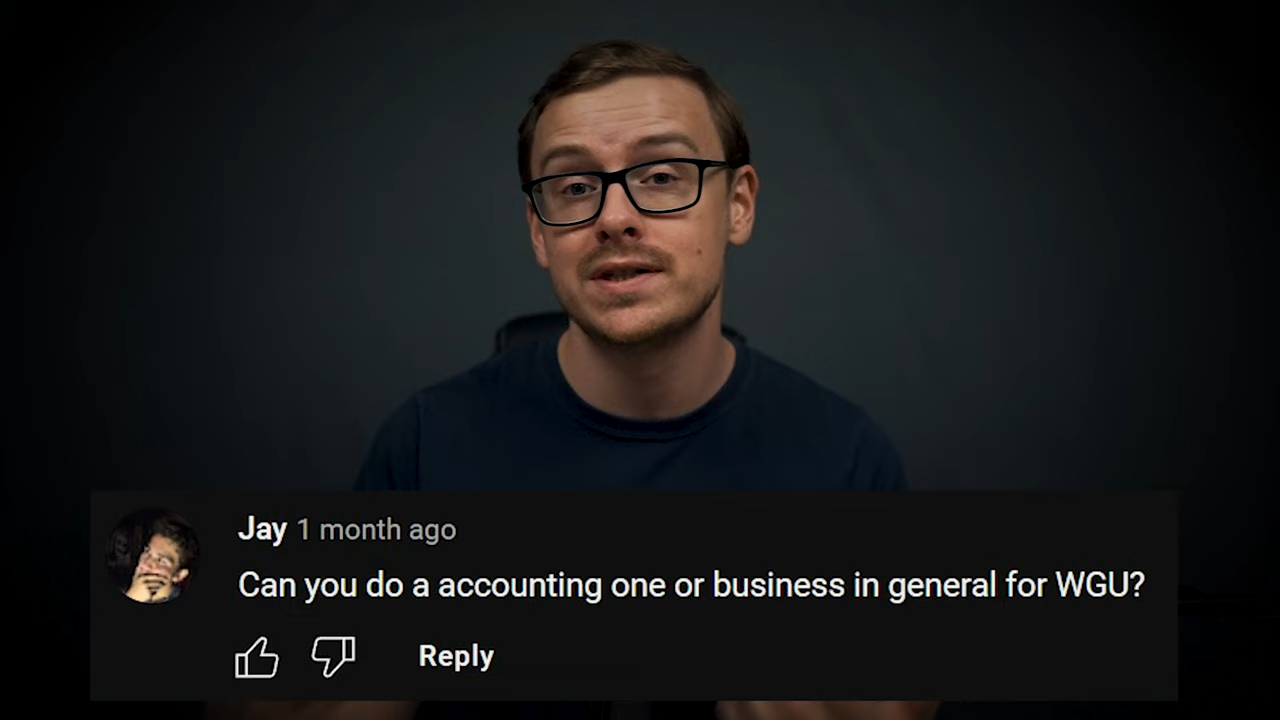 Jay 1 month ago
Can you do a accounting one or business in general for WGU?
Reply